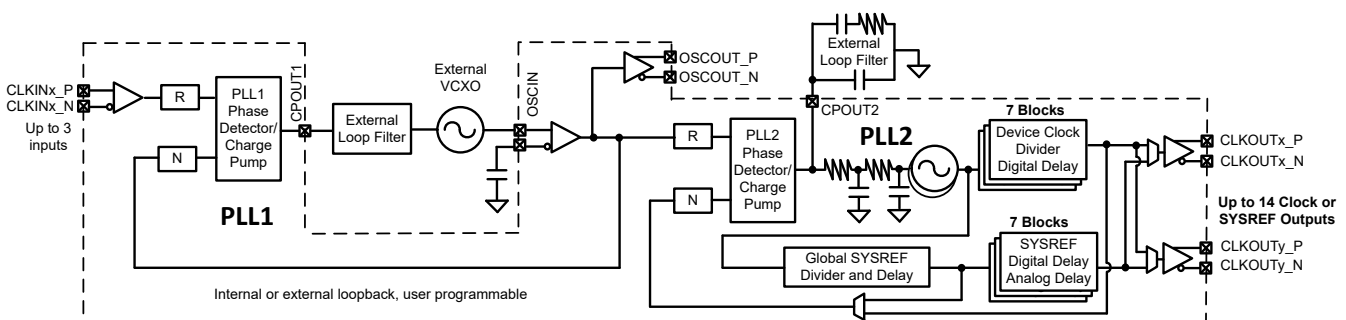 CLKINx_P
CLKINx_N
Up to 3
inputs
R
N
PLL1
Phase
Detector/
Charge
Pump
PLL1
CPOUT1
External
Loop Filter
External
VCXO
OSCIN
OSCOUT_P
OSCOUT_N
External
Loop Filter
CPOUT2
R
N
PLL2
Phase
Detector/
Charge
Pump
PLL2
7 Blocks
Device Clock
Divider
Digital Delay
CLKOUTx_P
CLKOUTx_N
Up to 14 Clock or
SYSREF Outputs
7 Blocks
SYSREF
Digital Delay
Analog Delay
Global SYSREF
Divider and Delay
CLKOUTy_P
CLKOUTy_N
Internal or external loopback, user programmable